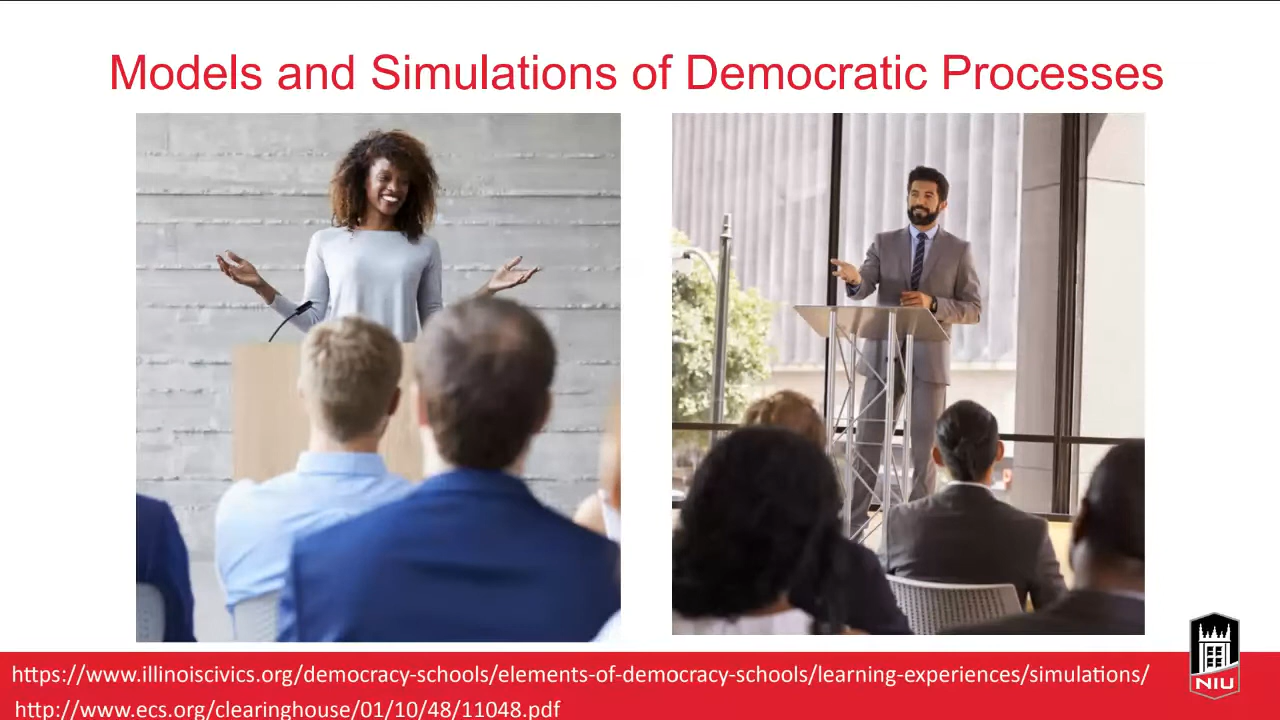 Models and Simulations of Democratic Processes
https://www.illinoiscivics.org/democracy-schools/elements-of-democracy-schools/learning-experiences/simulations/
NIU
http://www.ecs.org/clearinghouse/01/10/48/11048.pdf